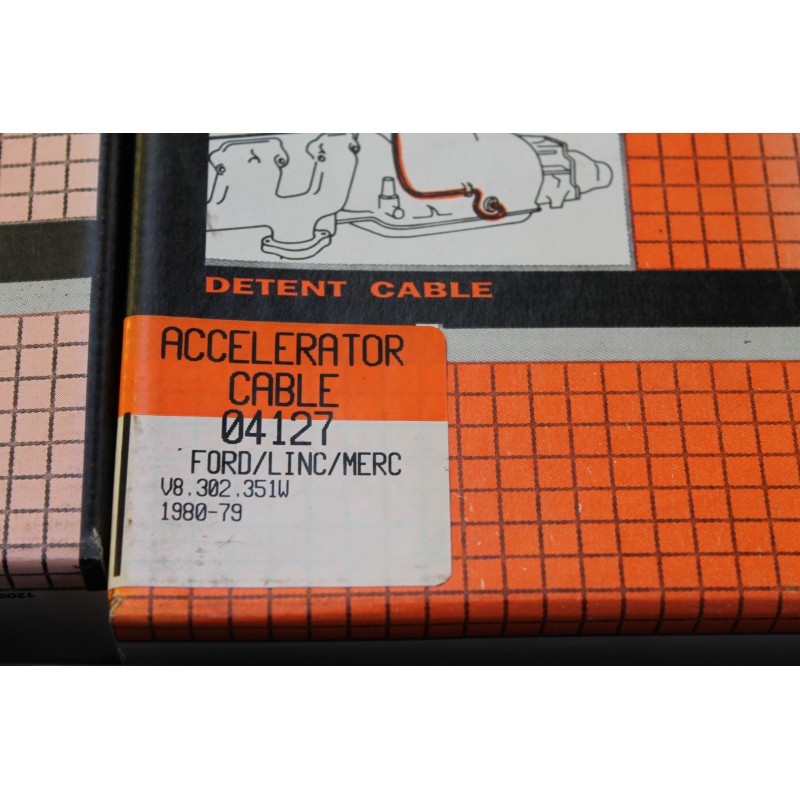 DETENT CABLE
ACCELERATOR
CABLE
04127
FORD/LINC/MERC
V8.302.351W
1980-79